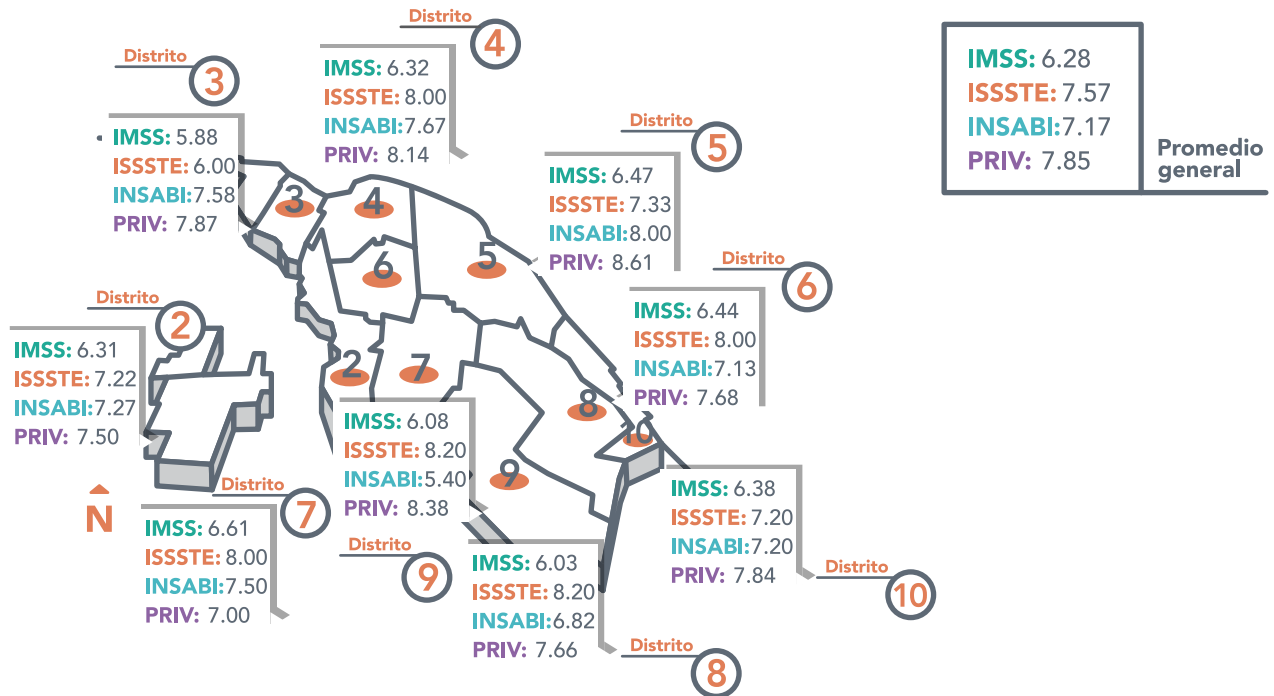 Distrito
4
IMSS: 6.32
ISSSTE: 8.00
INSABI:7.67
PRIV: 8.14
Distrito
3
IMSS: 5.88
ISSSTE: 6.00
INSABI:7.58
PRIV: 7.87
IMSS: 6.28
ISSSTE: 7.57
INSABI: 7.17
PRIV: 7.85
Promedio
general
Distrito
5
IMSS: 6.47
ISSSTE: 7.33
INSABI:8.00
PRIV: 8.61
Distrito
6
IMSS: 6.44
ISSSTE: 8.00
INSABI: 7.13
PRIV: 7.68
Distrito
2
IMSS: 6.31
ISSSTE: 7.22
INSABI:7.27
PRIV: 7.50
3
4
5
6
2
7
8
10
9
N
Distrito
7
IMSS: 6.61
ISSSTE: 8.00
INSABI: 7.50
PRIV: 7.00
IMSS: 6.08
ISSSTE: 8.20
INSABI: 5.40
PRIV: 8.38
Distrito
9
IMSS: 6.03
ISSSTE: 8.20
INSABI:6.82
PRIV: 7.66
Distrito
8
IMSS: 6.38
ISSSTE: 7.20
INSABI: 7.20
PRIV: 7.84
Distrito
10